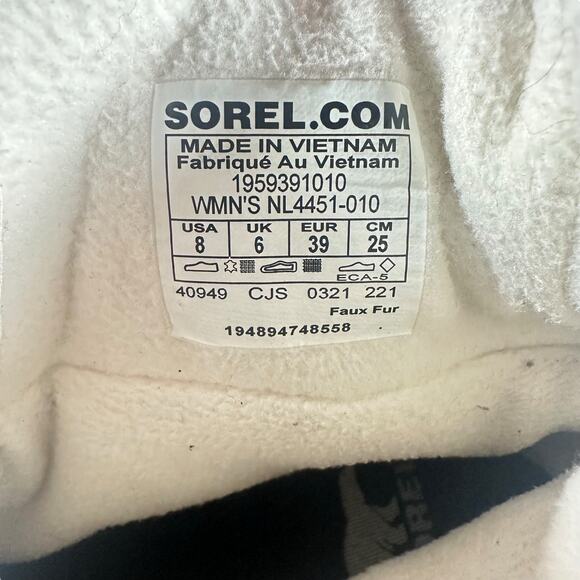 SOREL.COM
MADE IN VIETNAM
Fabriqué Au Vietnam
1959391010
WMN'S NL4451-010
USA UK EUR CM
8 6 39 25
ECA-5
40949 CJS 0321 221
Faux Fur
194894748558